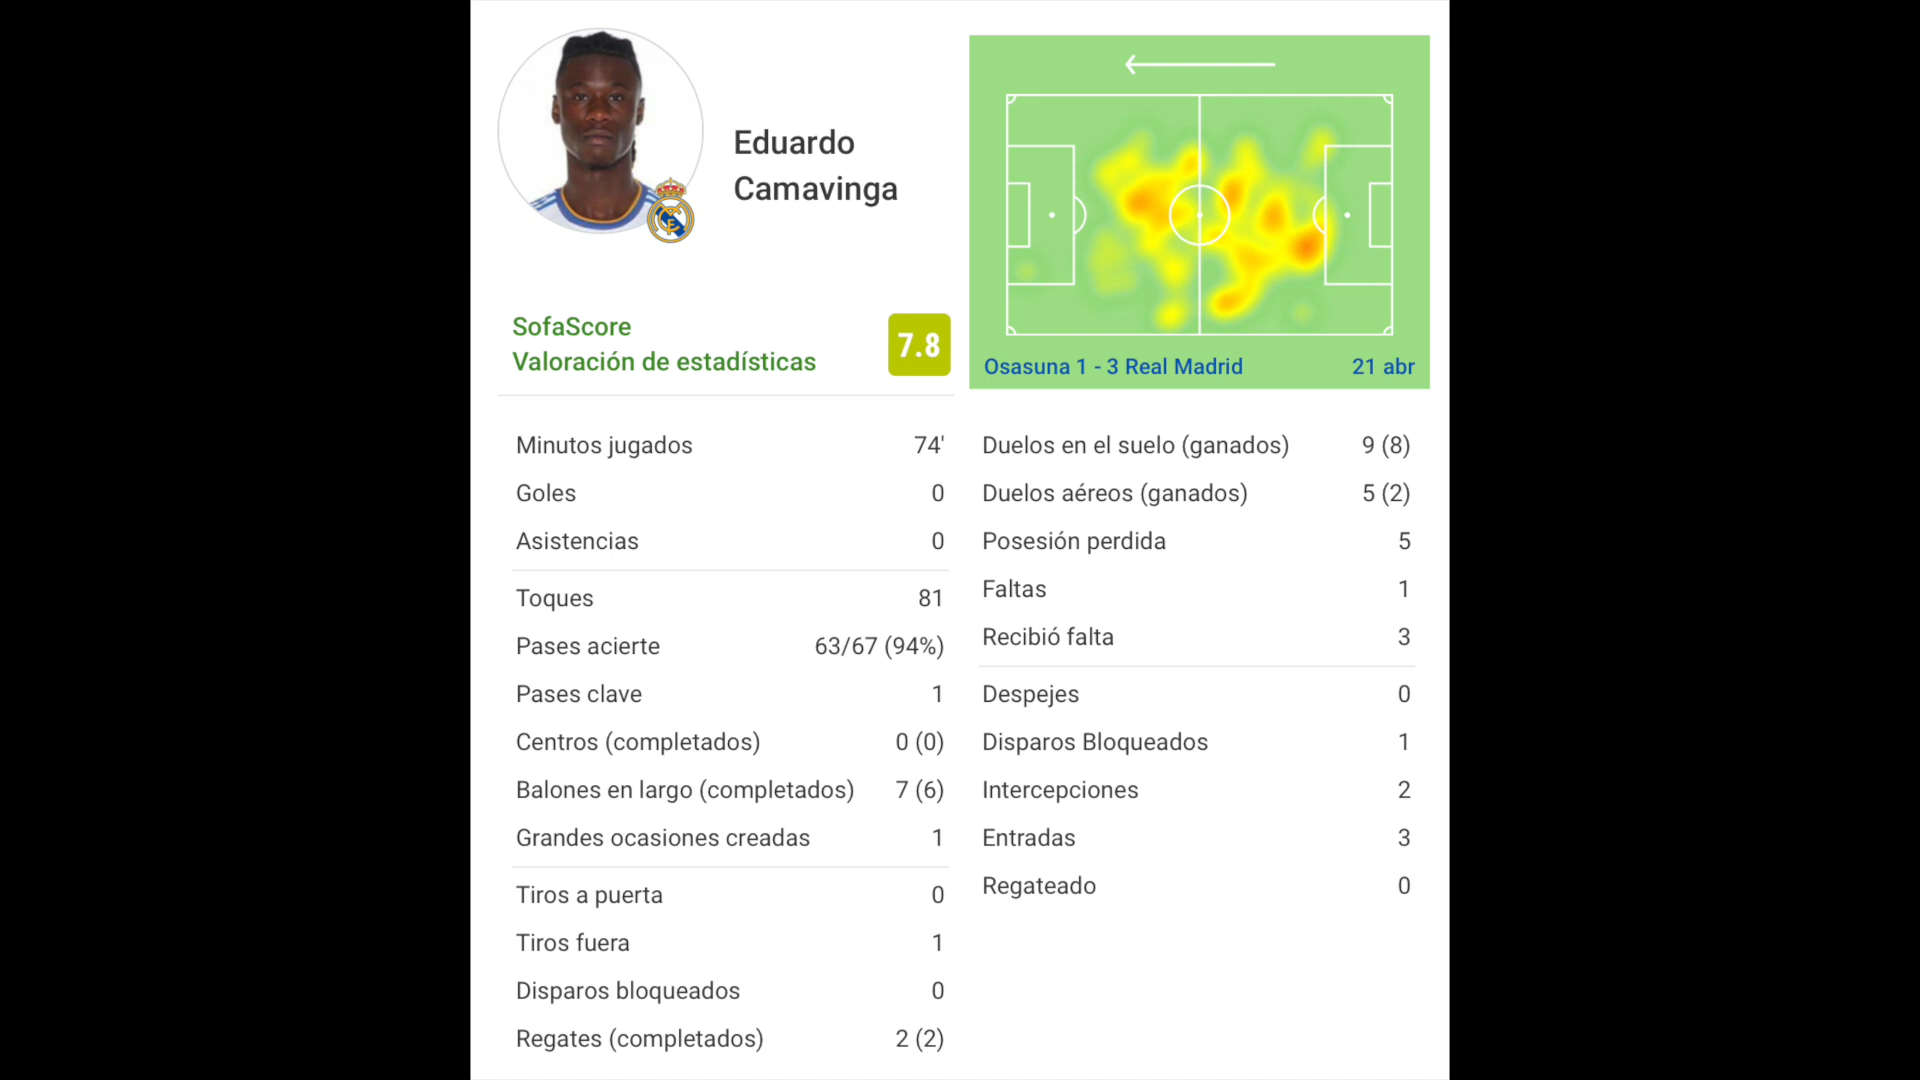 Eduardo
Camavinga
SofaScore
Valoración de estadísticas
7.8
Osasuna 1 - 3 Real Madrid 21 abr
Minutos jugados 74'
Goles 0
Asistencias 0
Toques 81
Pases acierte 63/67 (94%)
Pases clave 1
Centros (completados) 0 (0)
Balones en largo (completados) 7 (6)
Grandes ocasiones creadas 1
Tiros a puerta 0
Tiros fuera 1
Disparos bloqueados 0
Regates (completados) 2 (2)
Duelos en el suelo (ganados) 9 (8)
Duelos aéreos (ganados) 5 (2)
Posesión perdida 5
Faltas 1
Recibió falta 3
Despejes 0
Disparos Bloqueados 1
Intercepciones 2
Entradas 3
Regateado 0